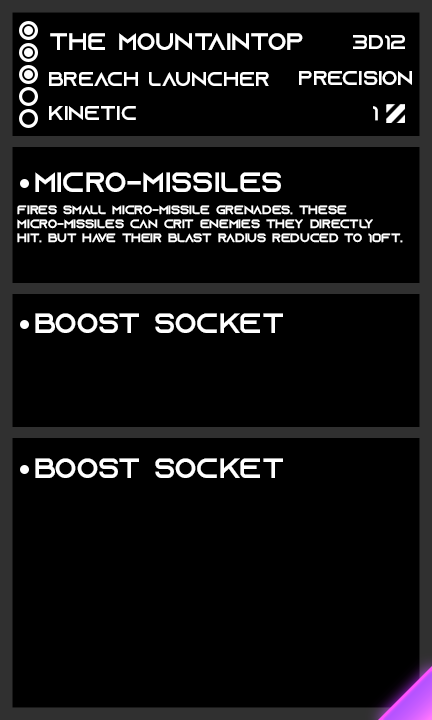 THE MOUNTAINTOP 3D12
BREACH LAUNCHER PRECISION
KINETIC 1
•MICRO-MISSILES
FIRES SMALL MICRO-MISSILE GRENADES. THESE
MICRO-MISSILES CAN CRIT ENEMIES THEY DIRECTLY
HIT. BUT HAVE THEIR BLAST RADIUS REDUCED TO 10FT.
•BOOST SOCKET
•BOOST SOCKET